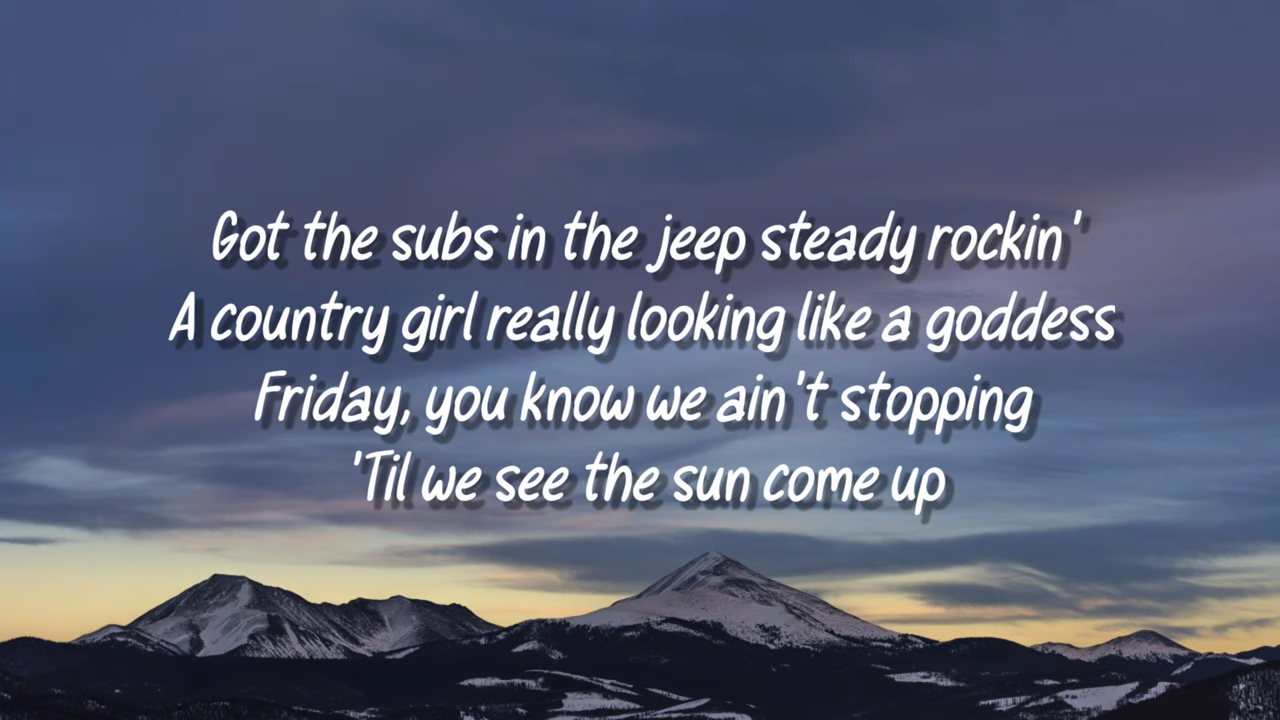 Got the subs in the jeep steady rockin'
A country girl really looking like a goddess
Friday, you know we ain't stopping
'Til we see the sun come up